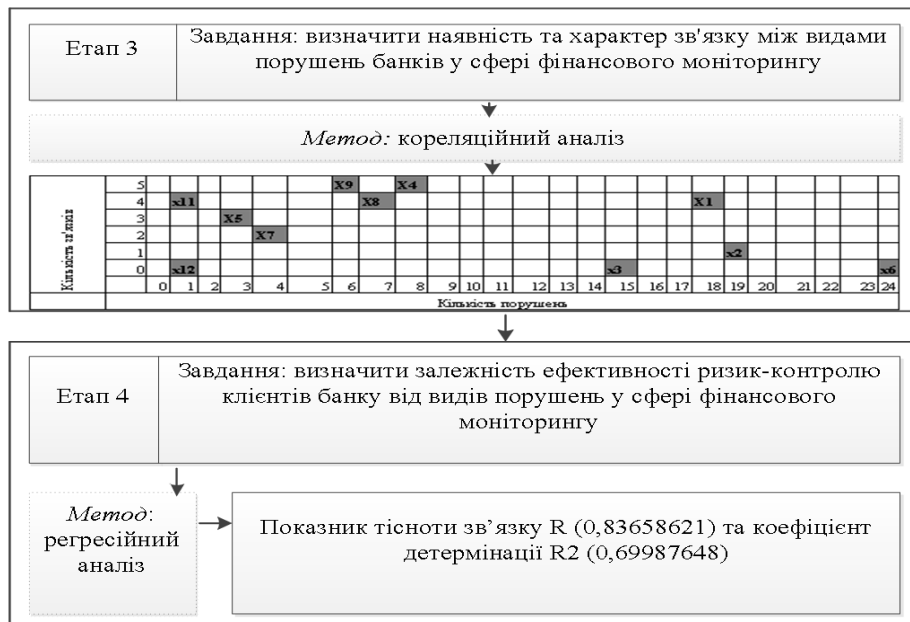 Етап 3
Завдання: визначити наявність та характер зв'язку між видами
порушень банків у сфері фінансового моніторингу
Метод: кореляційний аналіз
Кількість зв'язків
5 X9 X4
4 x11 X8 X1
3 X5
2 X7
1 x2
0 x12 x3 x6
0 1 2 3 4 5 6 7 8 9 10 11 12 13 14 15 16 17 18 19 20 21 22 23 24
Кількість порушень
Етап 4
Завдання: визначити залежність ефективності ризик-контролю
клієнтів банку від видів порушень у сфері фінансового
моніторингу
Метод:
регресійний
аналіз
Показник тісноти зв’язку R (0,83658621) та коефіцієнт
детермінації R2 (0,69987648)